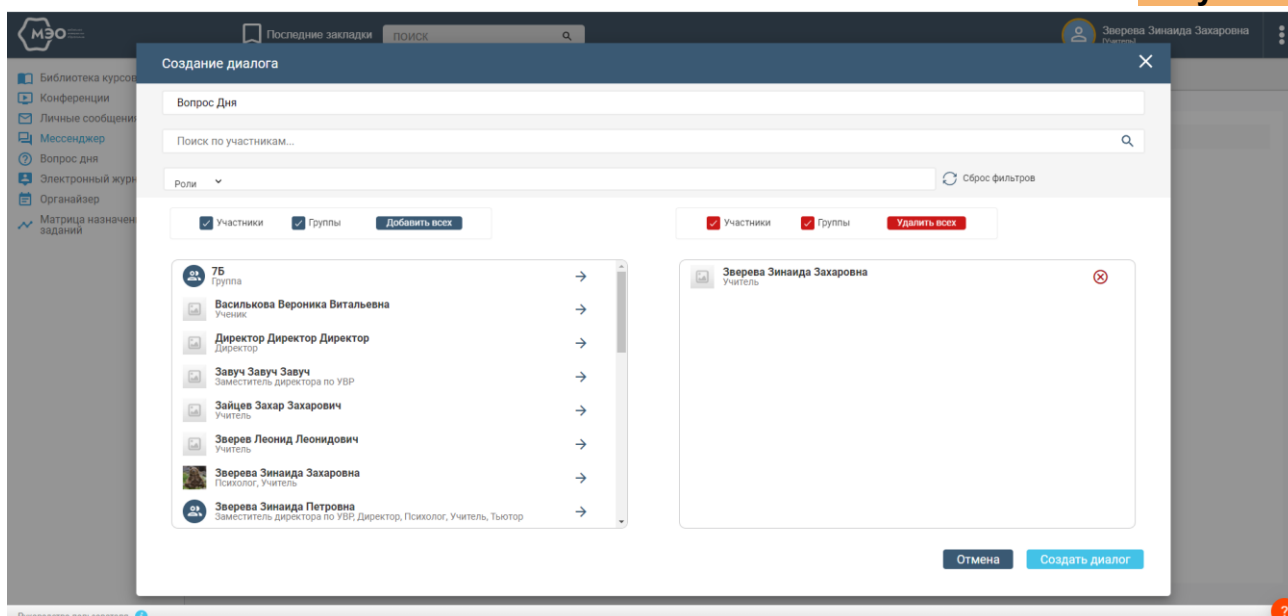 МЭО
Последние закладки
ПОИСК
Зверева Зинаида Захаровна
Создание диалога
Вопрос Дня
Поиск по участникам...
Роли
Сброс фильтров
Библиотека курсов
Конференции
Личные сообщения
Мессенджер
Вопрос дня
Электронный журн
Органайзер
Матрица назначен
заданий
Участники Группы Добавить всех
Участники Группы Удалить всех
7Б
Группа
Василькова Вероника Витальевна
Ученик
Директор Директор Директор
Директор
Завуч Завуч Завуч
Заместитель директора по УВР
Зайцев Захар Захарович
Учитель
Зверев Леонид Леонидович
Учитель
Зверева Зинаида Захаровна
Психолог, Учитель
Зверева Зинаида Петровна
Заместитель директора по УВР, Директор, Психолог, Учитель, Тьютор
Зверева Зинаида Захаровна
Учитель
Отмена Создать диалог